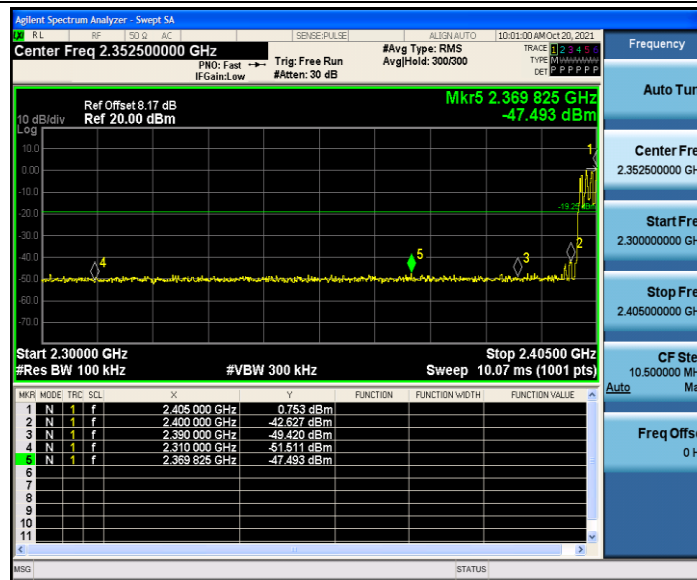 Agilent Spectrum Analyzer - Swept SA
RL RF 50 Ω AC SENSE:PULSE ALIGN AUTO 10:01:00 AM Oct 20, 2021
Center Freq 2.352500000 GHz
PNO: Fast
IFGain:Low
Trig: Free Run
#Atten: 30 dB
#Avg Type: RMS
Avg|Hold: 300/300
TRACE 1 2 3 4 5 6
TYPE M
DET P P P P P P
Ref Offset 8.17 dB
10 dB/div Ref 20.00 dBm
Log
Mkr5 2.369 825 GHz
-47.493 dBm
10.0
0.00
-10.0
-20.0
-30.0
-40.0
-50.0
-60.0
-70.0
1
2
3
4
5
Start 2.30000 GHz Stop 2.40500 GHz
#Res BW 100 kHz #VBW 300 kHz Sweep 10.07 ms (1001 pts)
MKR MODE TRC SCL X Y FUNCTION FUNCTION WIDTH FUNCTION VALUE
1 N 1 f 2.405 000 GHz 0.753 dBm
2 N 1 f 2.400 000 GHz -42.627 dBm
3 N 1 f 2.390 000 GHz -49.420 dBm
4 N 1 f 2.310 000 GHz -51.511 dBm
5 N 1 f 2.369 825 GHz -47.493 dBm
6
7
8
9
10
11
MSG STATUS
Frequency
Auto Tun
Center Fre
2.352500000 GH
Start Fre
2.300000000 GH
Stop Fre
2.405000000 GH
CF Ste
10.500000 MH
Auto Ma
Freq Offs
0 H